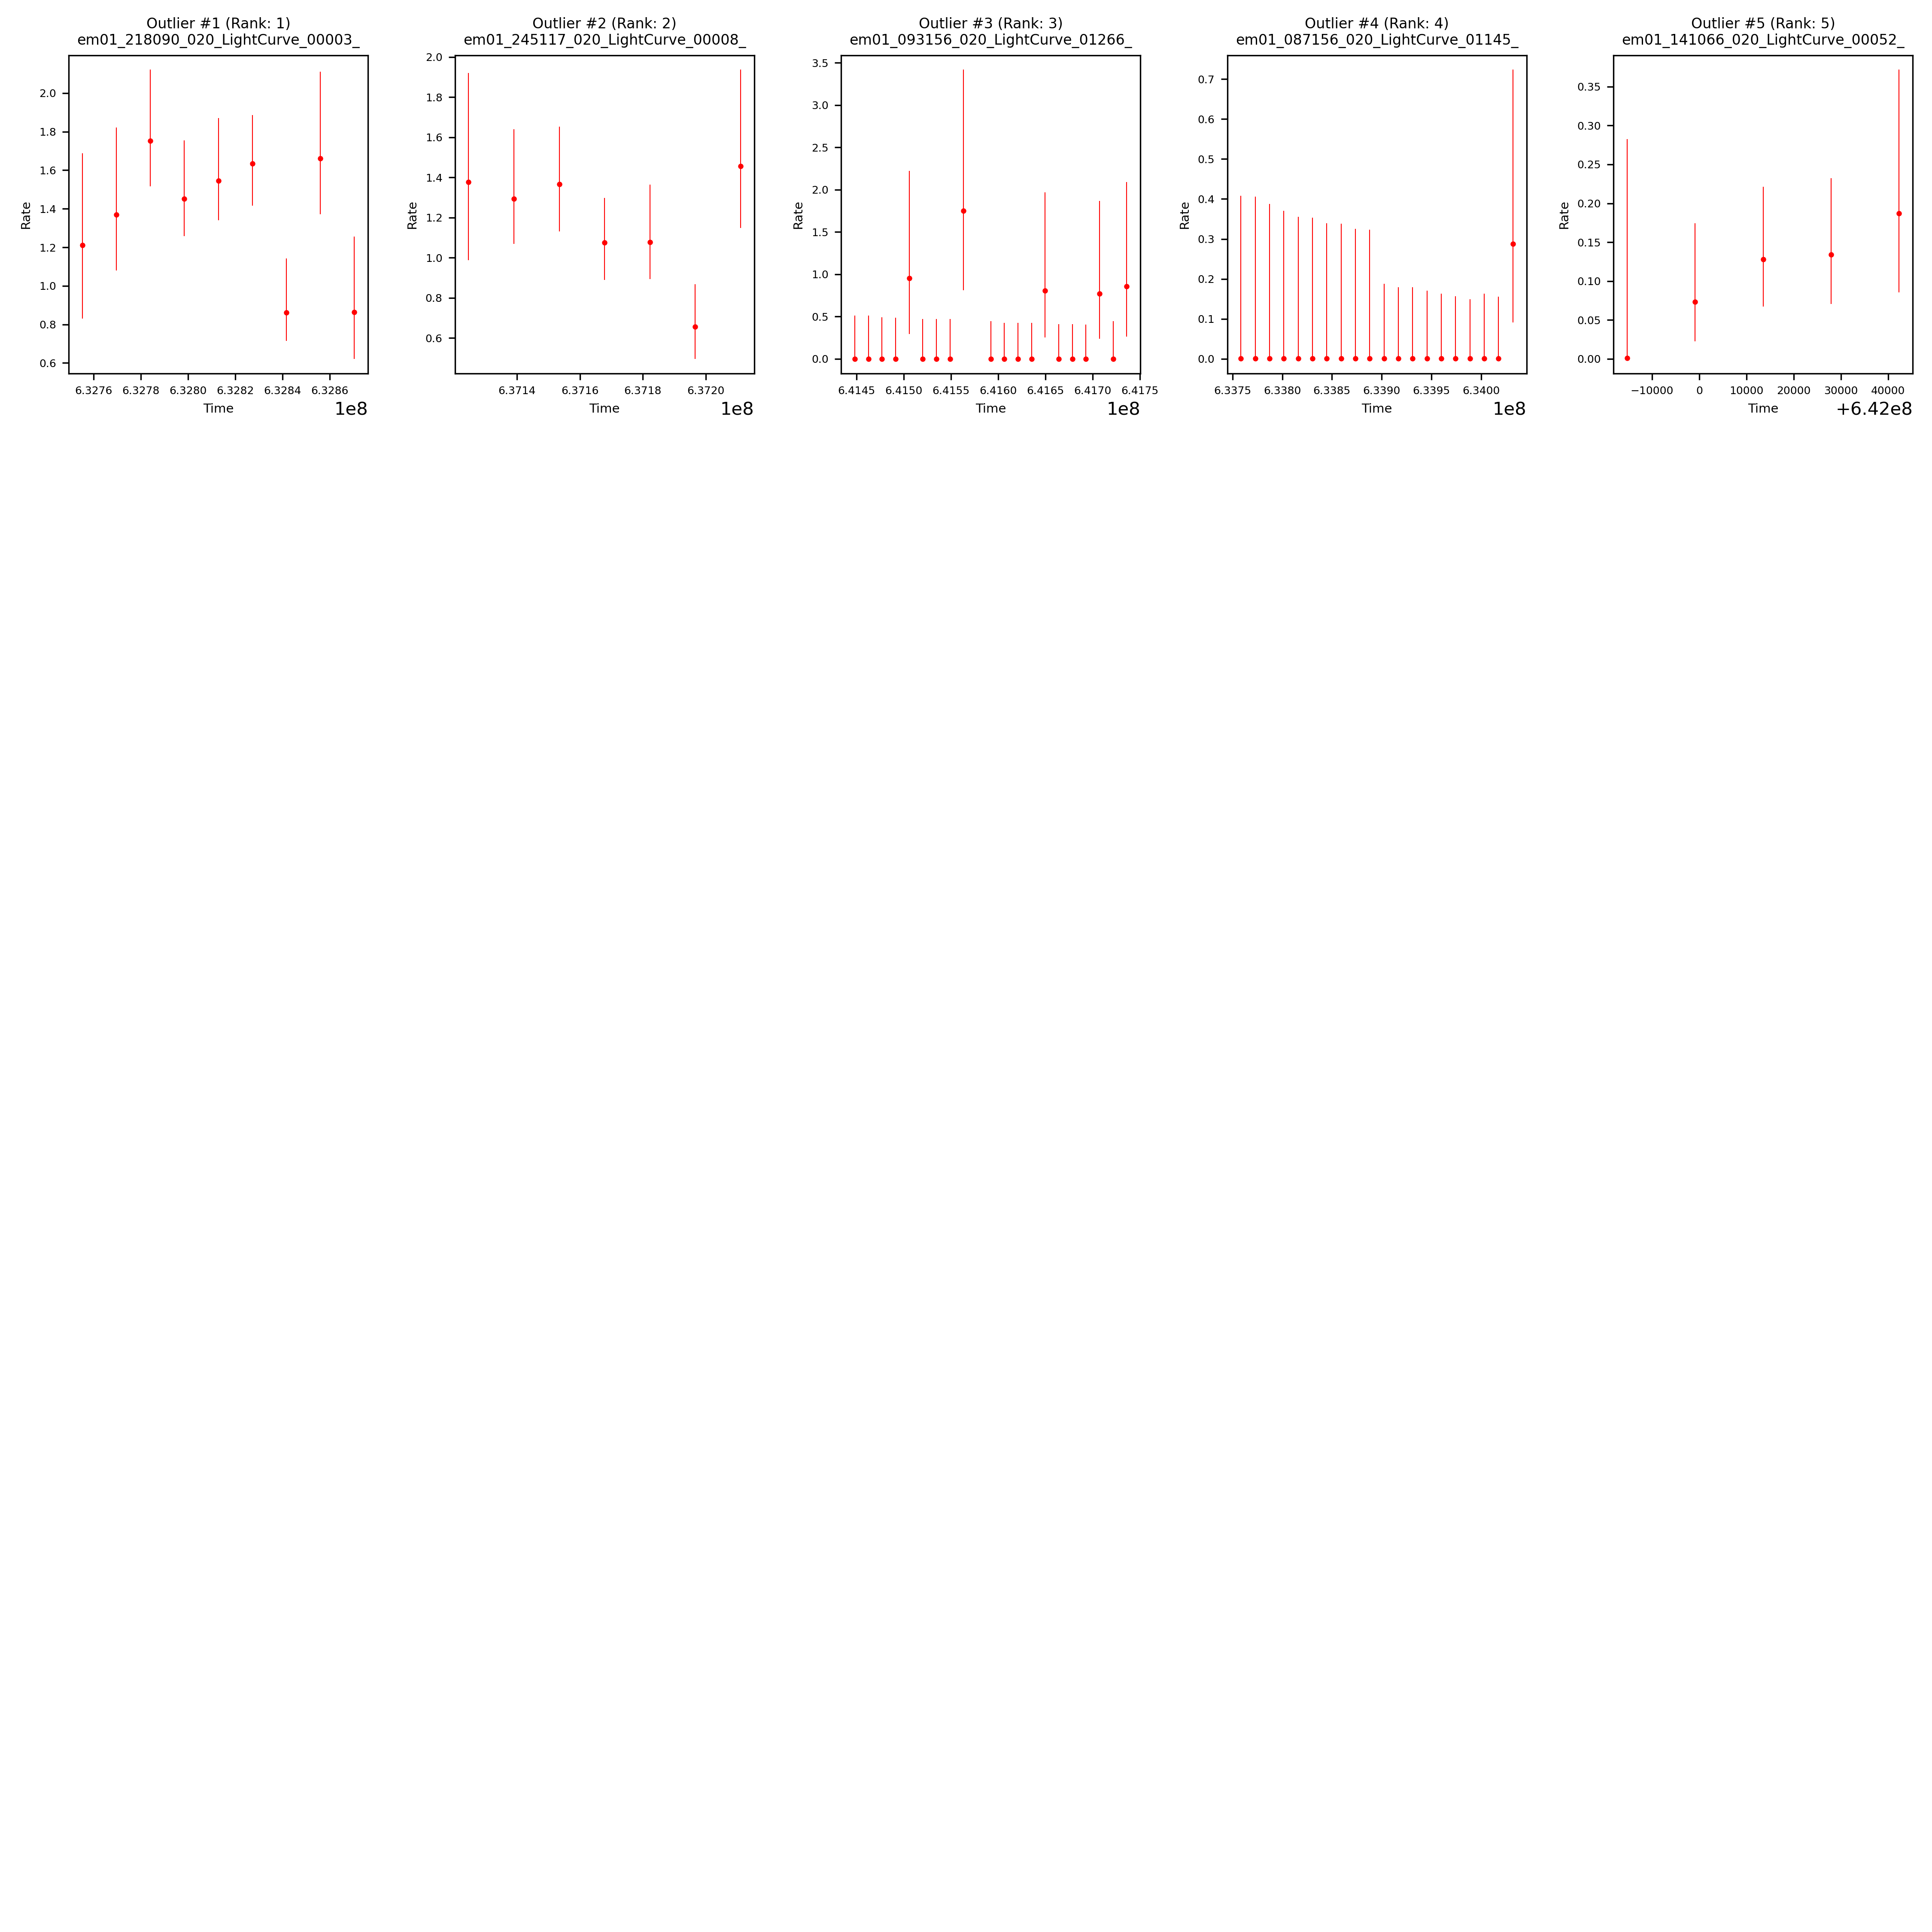 Outlier #1 (Rank: 1)
em01_218090_020_LightCurve_00003_
Rate
2.0
1.8
1.6
1.4
1.2
1.0
0.8
0.6
6.3276 6.3278 6.3280 6.3282 6.3284 6.3286
Time
1e8
Outlier #2 (Rank: 2)
em01_245117_020_LightCurve_00008_
Rate
2.0
1.8
1.6
1.4
1.2
1.0
0.8
0.6
6.3714 6.3716 6.3718 6.3720
Time
1e8
Outlier #3 (Rank: 3)
em01_093156_020_LightCurve_01266_
Rate
3.5
3.0
2.5
2.0
1.5
1.0
0.5
0.0
6.4145 6.4150 6.4155 6.4160 6.4165 6.4170 6.4175
Time
1e8
Outlier #4 (Rank: 4)
em01_087156_020_LightCurve_01145_
Rate
0.7
0.6
0.5
0.4
0.3
0.2
0.1
0.0
6.3375 6.3380 6.3385 6.3390 6.3395 6.3400
Time
1e8
Outlier #5 (Rank: 5)
em01_141066_020_LightCurve_00052_
Rate
0.35
0.30
0.25
0.20
0.15
0.10
0.05
0.00
−10000 0 10000 20000 30000 40000
Time
+6.42e8